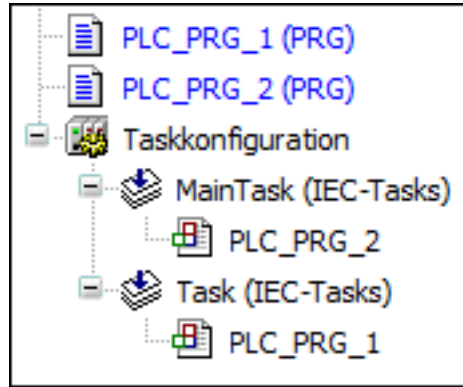 PLC_PRG_1 (PRG)
PLC_PRG_2 (PRG)
Taskkonfiguration
MainTask (IEC-Tasks)
PLC_PRG_2
Task (IEC-Tasks)
PLC_PRG_1